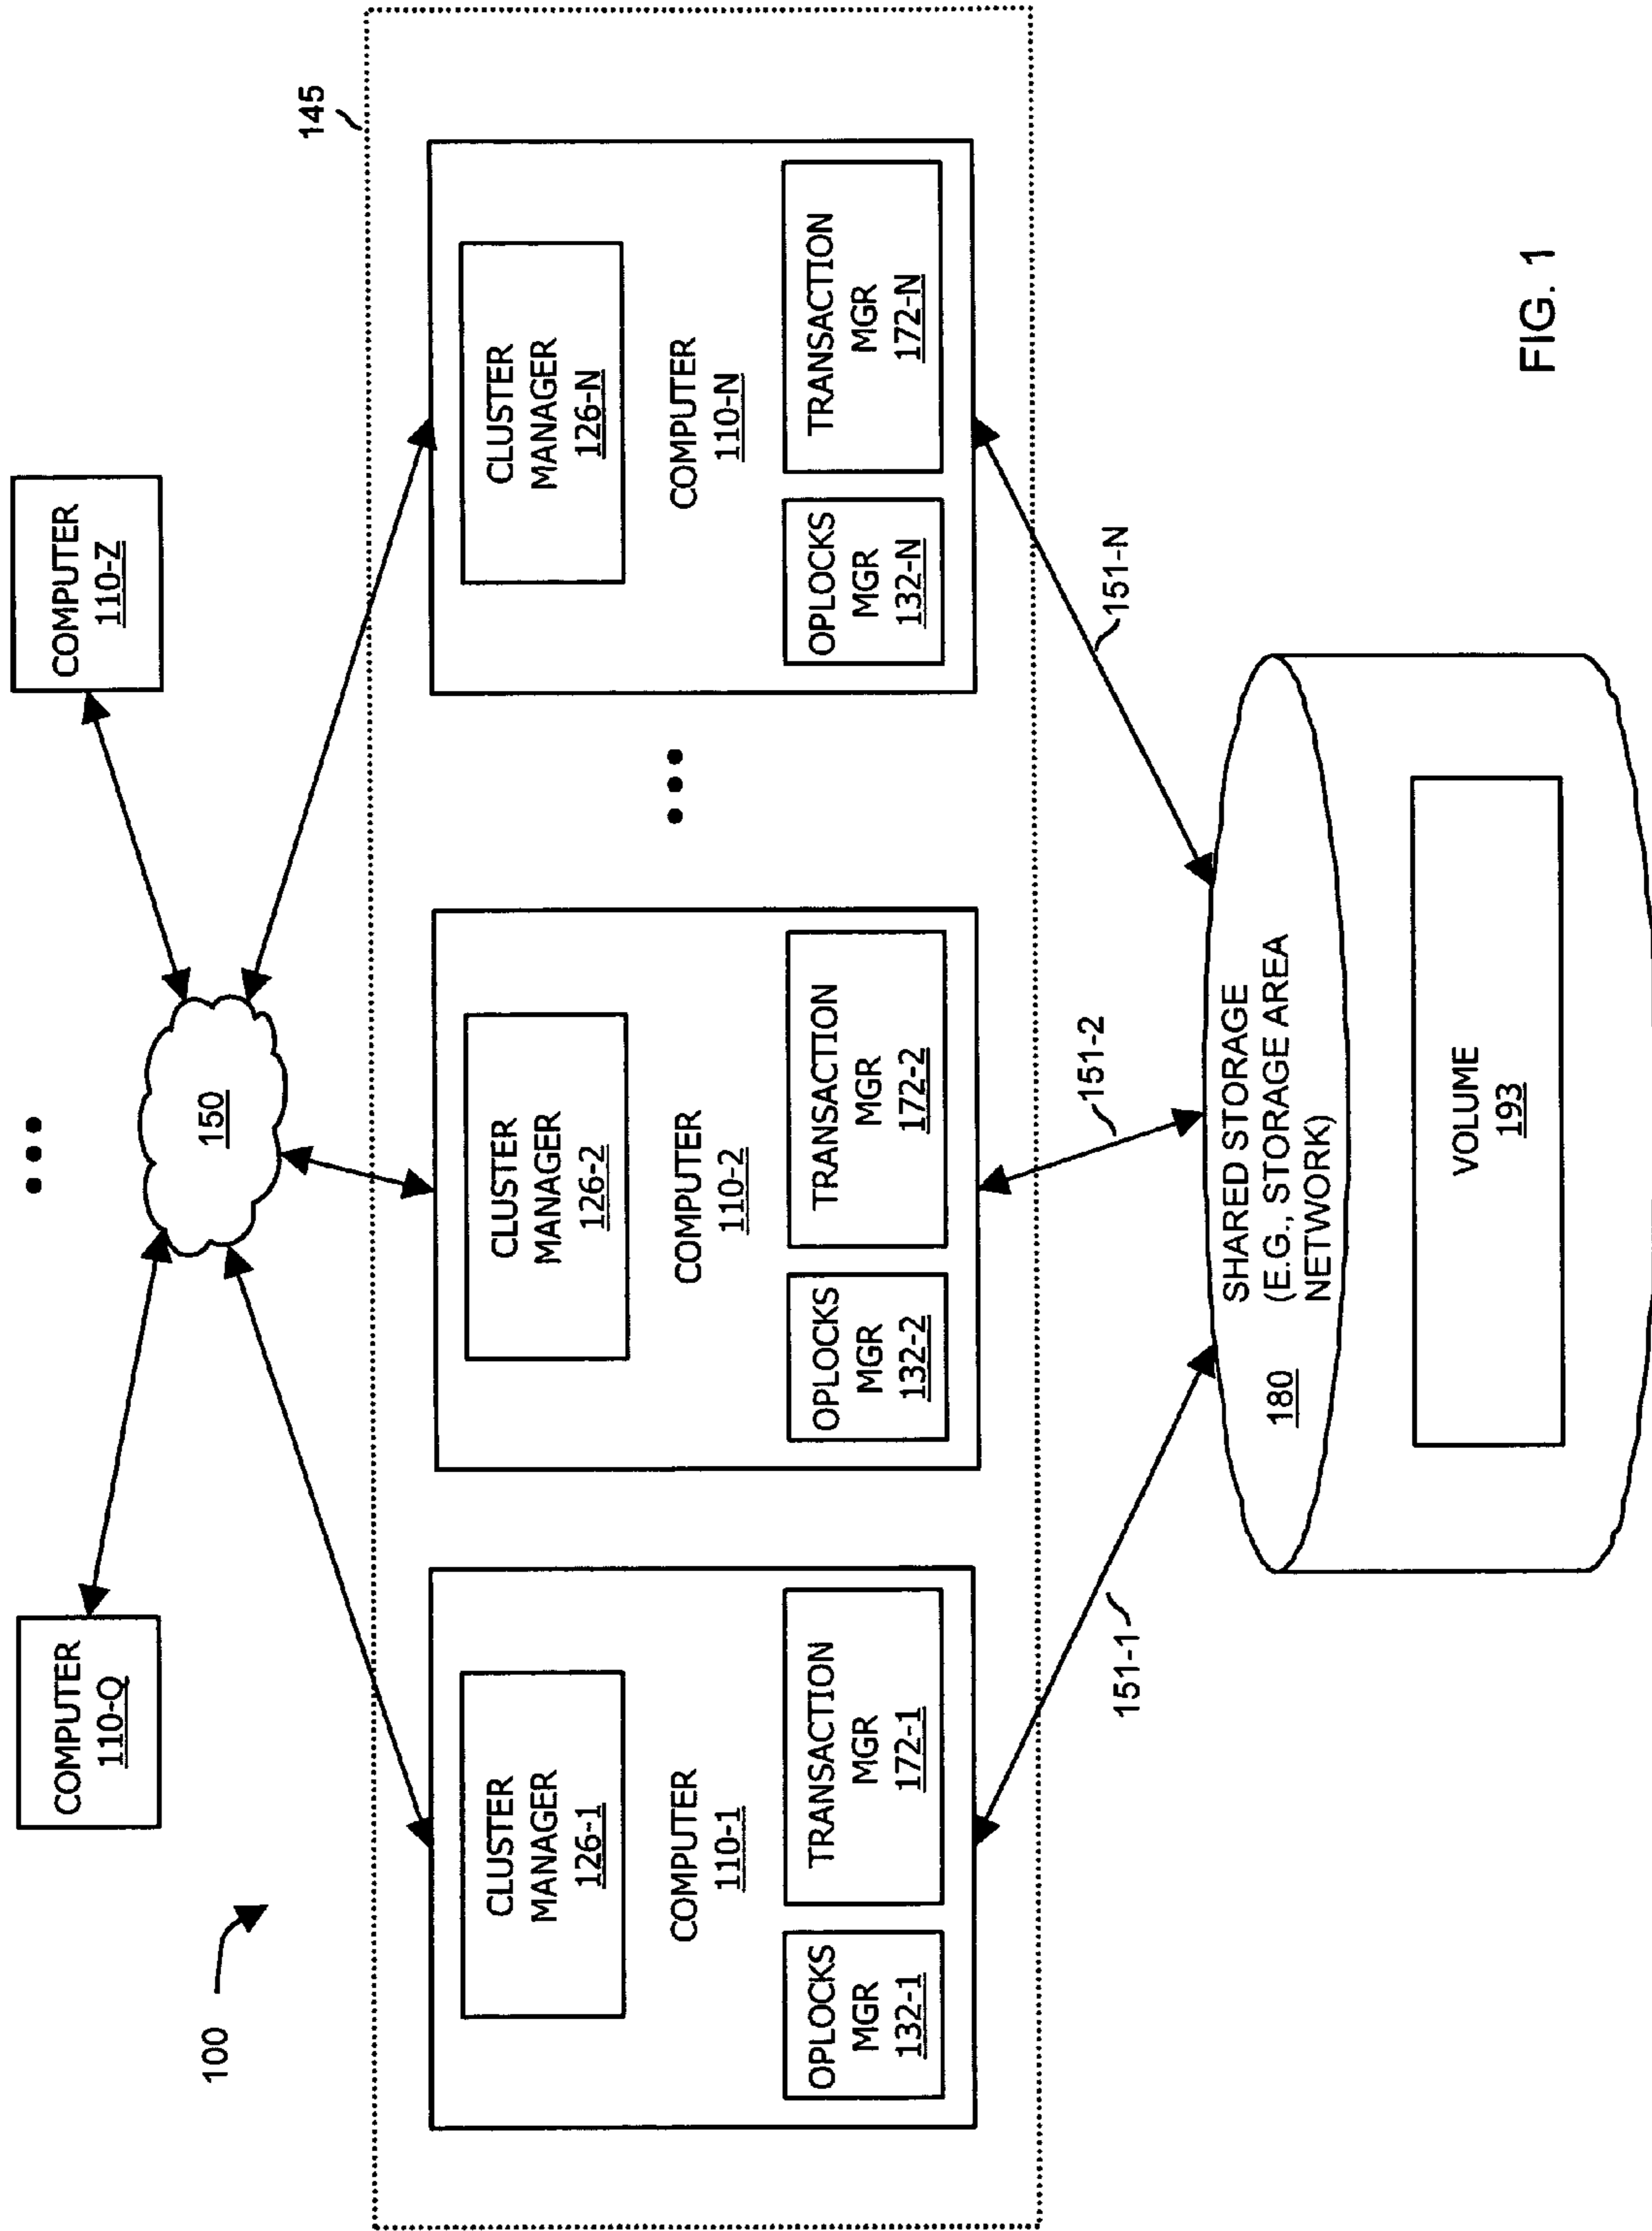 100
COMPUTER
110-Q
• • •
COMPUTER
110-Z
150
145
CLUSTER
MANAGER
126-1
COMPUTER
110-1
OPLOCKS
MGR
132-1
TRANSACTION
MGR
172-1
CLUSTER
MANAGER
126-2
COMPUTER
110-2
OPLOCKS
MGR
132-2
TRANSACTION
MGR
172-2
• • •
CLUSTER
MANAGER
126-N
COMPUTER
110-N
OPLOCKS
MGR
132-N
TRANSACTION
MGR
172-N
151-1
151-2
151-N
180
SHARED STORAGE
(E.G., STORAGE AREA
NETWORK)
VOLUME
193
FIG. 1